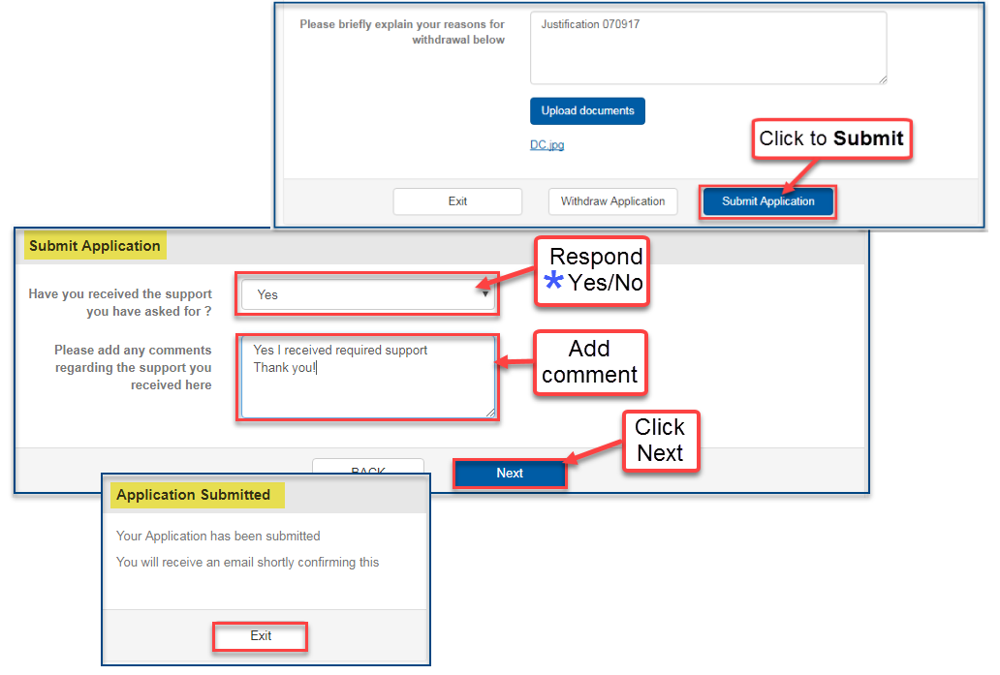 Please briefly explain your reasons for
withdrawal below
Justification 070917
Upload documents
DC.jpg
Click to Submit
Exit
Withdraw Application
Submit Application
Submit Application
Have you received the support
you have asked for ?
Yes
Respond
* Yes/No
Please add any comments
regarding the support you
received here
Yes I received required support
Thank you!
Add
comment
Click
Next
BACK
Next
Application Submitted
Your Application has been submitted
You will receive an email shortly confirming this
Exit